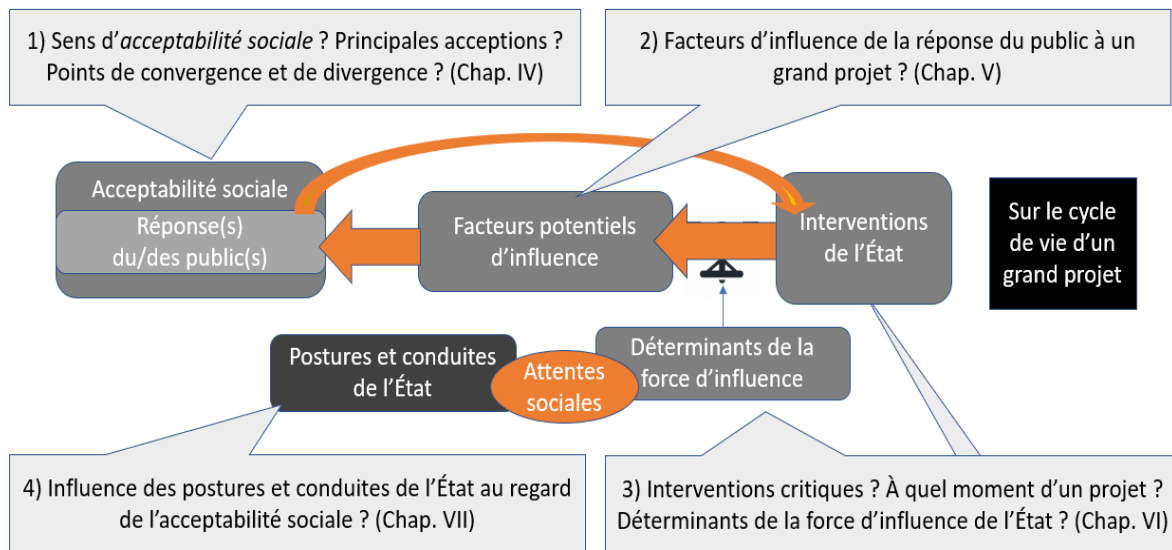 1) Sens d’acceptabilité sociale ? Principales acceptions ?
Points de convergence et de divergence ? (Chap. IV)
2) Facteurs d’influence de la réponse du public à un
grand projet ? (Chap. V)
Acceptabilité sociale
Réponse(s)
du/des public(s)
Facteurs potentiels
d’influence
Interventions
de l’État
Sur le cycle
de vie d’un
grand projet
Postures et conduites
de l’État
Attentes
sociales
Déterminants de la
force d’influence
4) Influence des postures et conduites de l’État au regard
de l’acceptabilité sociale ? (Chap. VII)
3) Interventions critiques ? À quel moment d’un projet ?
Déterminants de la force d’influence de l’État ? (Chap. VI)